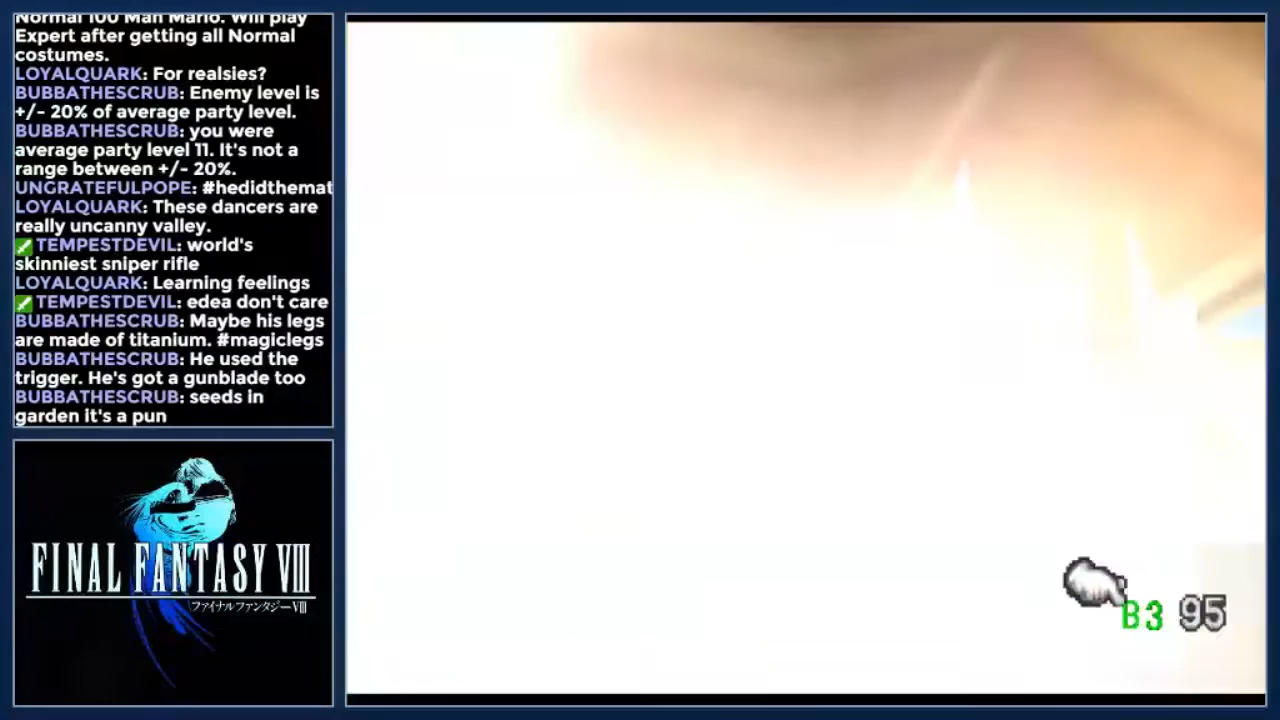 Normal 100 Man Mario. Will play
Expert after getting all Normal
costumes.
LOYALQUARK: For realsies?
BUBBATHESCRUB: Enemy level is
+/- 20% of average party level.
BUBBATHESCRUB: you were
average party level 11. It's not a
range between +/- 20%.
UNGRATEFULPOPE: #hedidthemat
LOYALQUARK: These dancers are
really uncanny valley.
TEMPESTDEVIL: world's
skinniest sniper rifle
LOYALQUARK: Learning feelings
TEMPESTDEVIL: edea don't care
BUBBATHESCRUB: Maybe his legs
are made of titanium. #magiclegs
BUBBATHESCRUB: He used the
trigger. He's got a gunblade too
BUBBATHESCRUB: seeds in
garden it's a pun
FINAL FANTASY VIII
ファイナルファンタジーVIII
B3 95